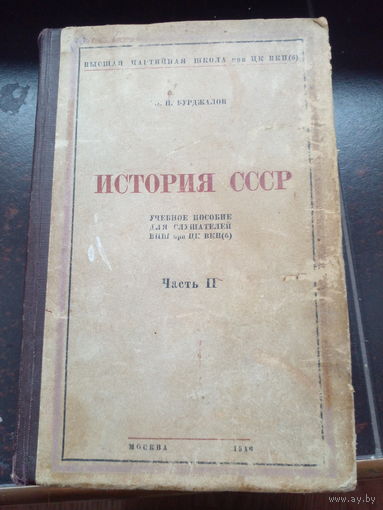 ВЫСШАЯ ПАРТИЙНАЯ ШКОЛА при ЦК ВКП(б)
Э. Н. БУРДЖАЛОВ
ИСТОРИЯ СССР
УЧЕБНОЕ ПОСОБИЕ
ДЛЯ СЛУШАТЕЛЕЙ
ВПШ при ЦК ВКП(б)
Часть II
МОСКВА 1946
www.ay.by